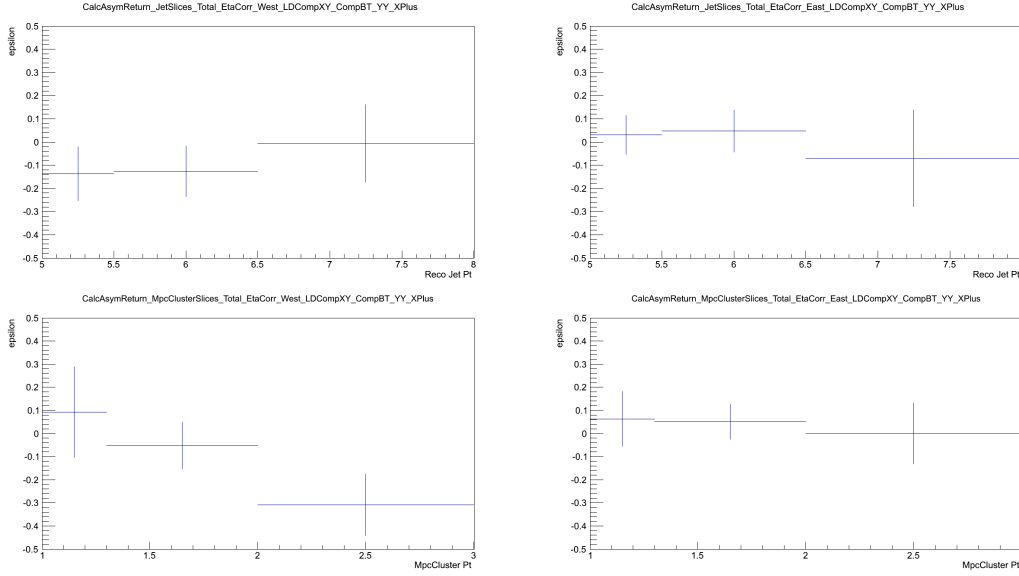 CalcAsymReturn_JetSlices_Total_EtaCorr_West_LDCompXY_CompBT_YY_XPlus
epsilon
0.5
0.4
0.3
0.2
0.1
0
-0.1
-0.2
-0.3
-0.4
-0.5
5 5.5 6 6.5 7 7.5 8
Reco Jet Pt
CalcAsymReturn_JetSlices_Total_EtaCorr_East_LDCompXY_CompBT_YY_XPlus
epsilon
0.5
0.4
0.3
0.2
0.1
0
-0.1
-0.2
-0.3
-0.4
-0.5
5 5.5 6 6.5 7 7.5
Reco Jet Pt
CalcAsymReturn_MpcClusterSlices_Total_EtaCorr_West_LDCompXY_CompBT_YY_XPlus
epsilon
0.5
0.4
0.3
0.2
0.1
0
-0.1
-0.2
-0.3
-0.4
-0.5
1 1.5 2 2.5 3
MpcCluster Pt
CalcAsymReturn_MpcClusterSlices_Total_EtaCorr_East_LDCompXY_CompBT_YY_XPlus
epsilon
0.5
0.4
0.3
0.2
0.1
0
-0.1
-0.2
-0.3
-0.4
-0.5
1 1.5 2 2.5
MpcCluster Pt